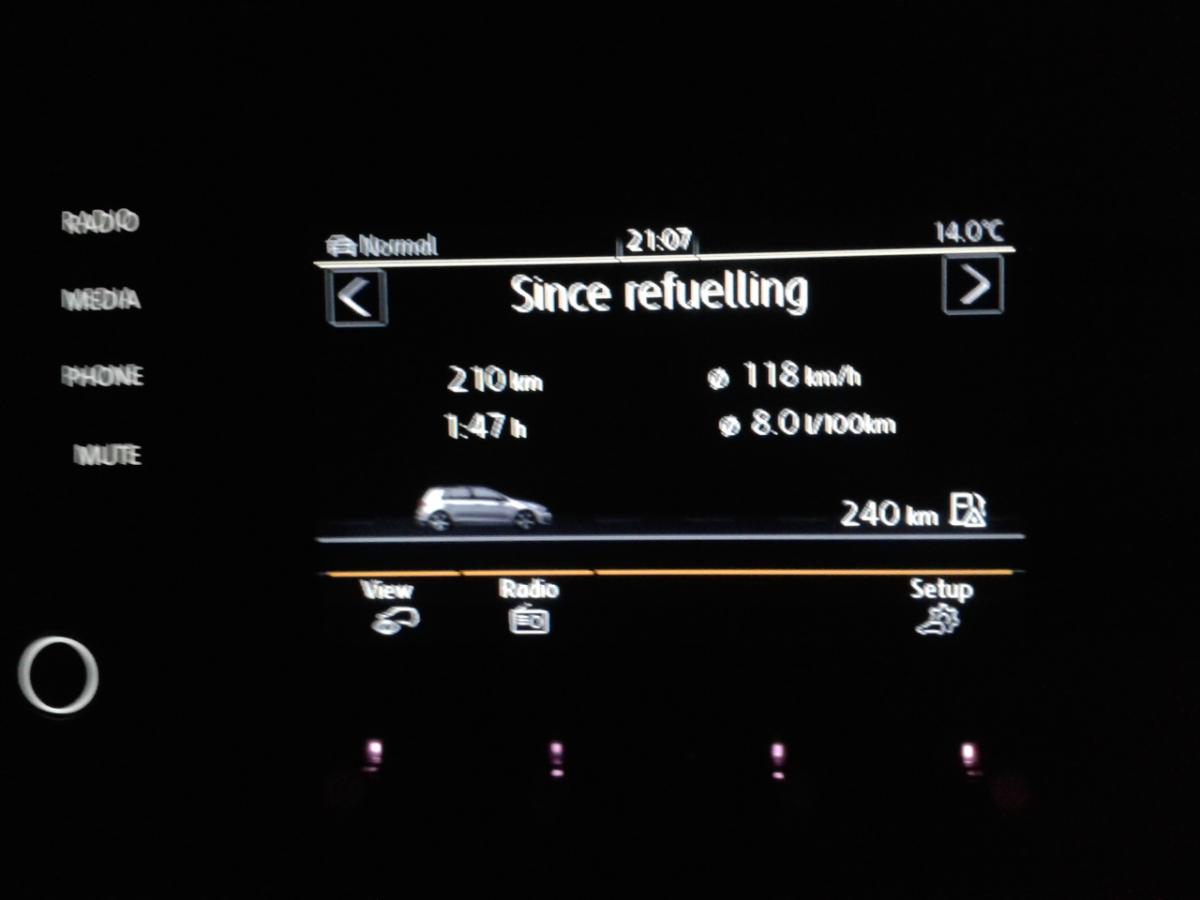 RADIO
MEDIA
PHONE
MUTE
Normal 21:07 14.0°C
Since refuelling
210 km ø 118 km/h
1:47 h ø 8.0 l/100km
240 km
View Radio Setup